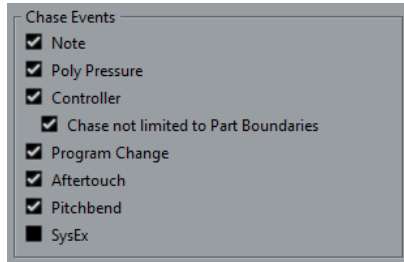 Chase Events
Note
Poly Pressure
Controller
Chase not limited to Part Boundaries
Program Change
Aftertouch
Pitchbend
SysEx